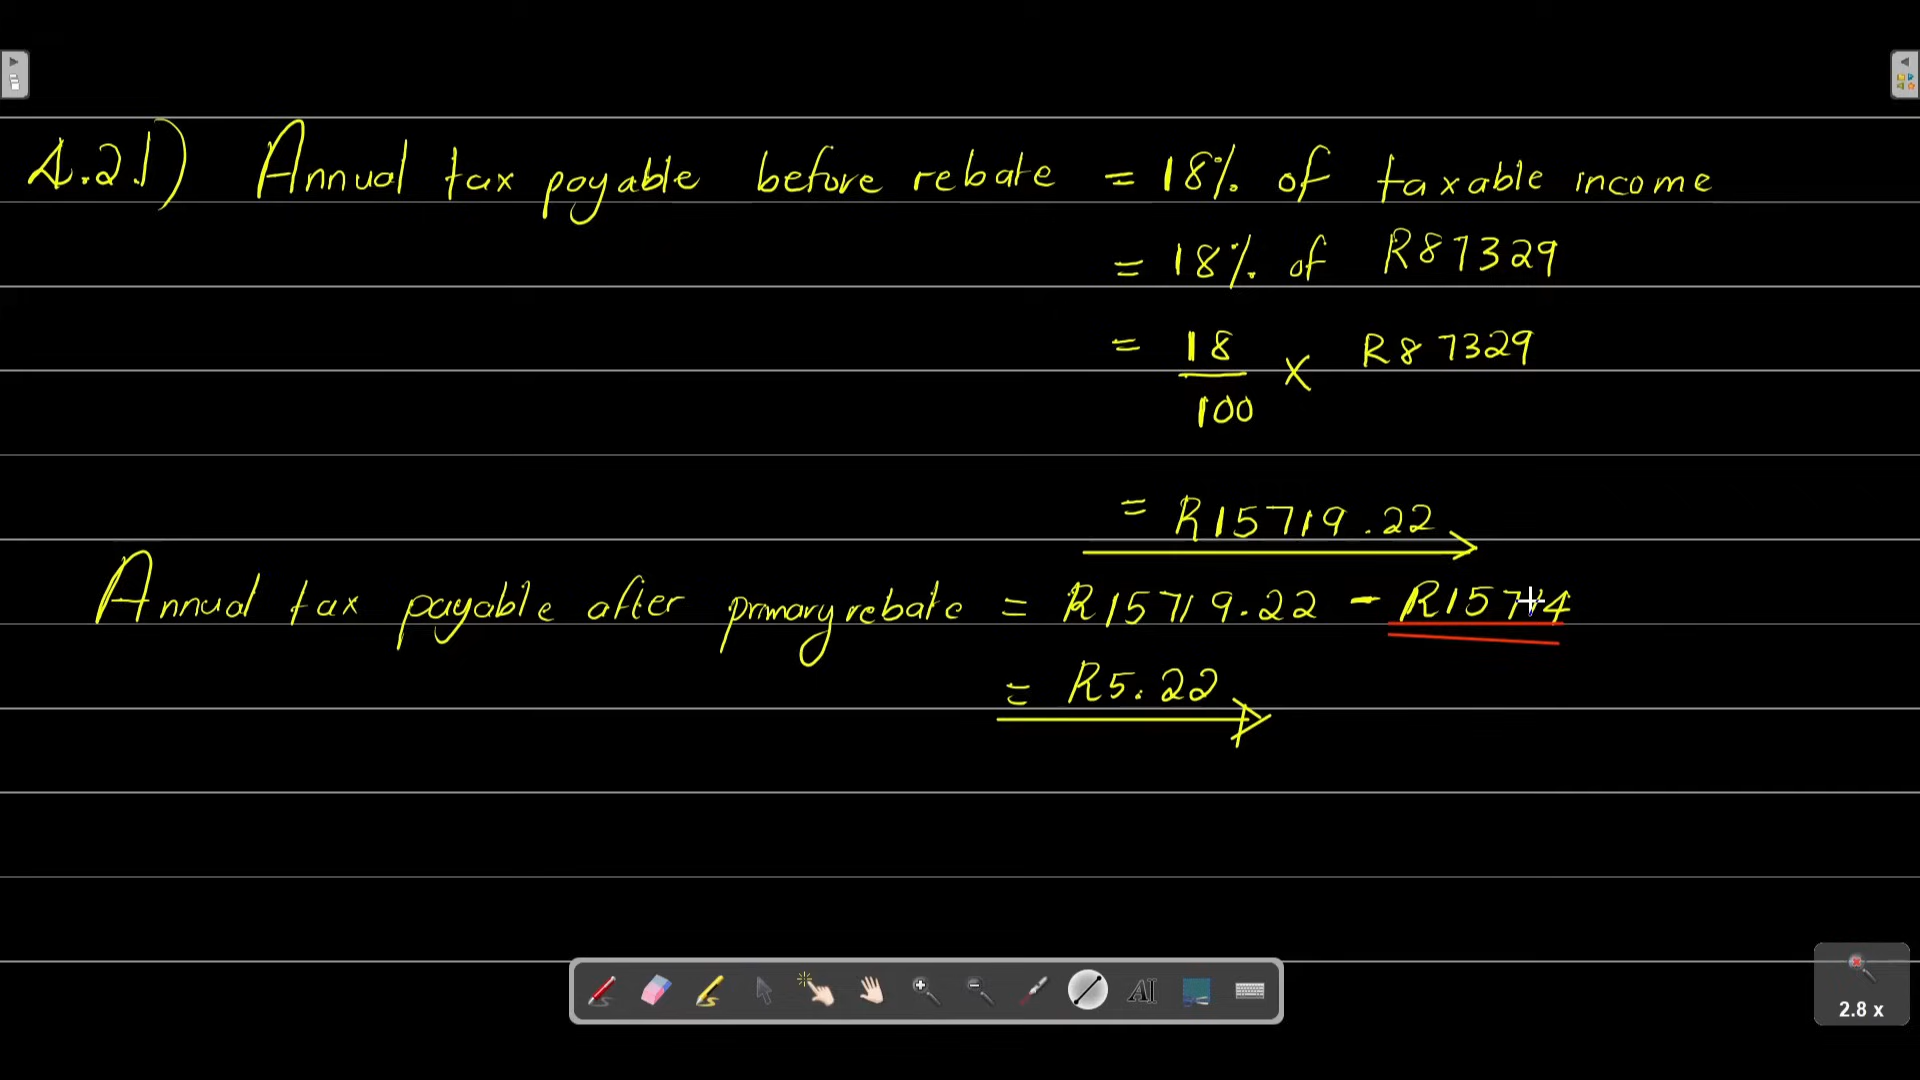 4.2.1) Annual tax payable before rebate = 18% of taxable income
= 18% of R87329
= 18/100 x R87329
= R15719.22
Annual tax payable after primary rebate = R15719.22 - R15714
= R5.22
AI
2.8 x